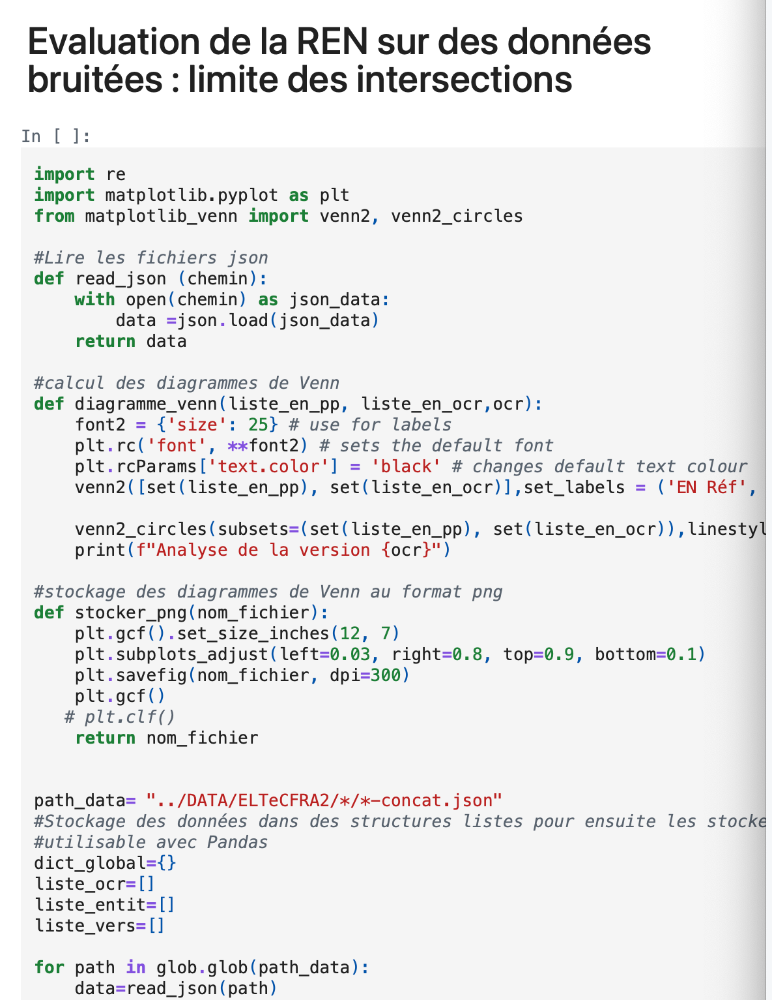 Evaluation de la REN sur des données
bruitées : limite des intersections
In [ ]:
import re
import matplotlib.pyplot as plt
from matplotlib_venn import venn2, venn2_circles
#Lire les fichiers json
def read_json (chemin):
    with open(chemin) as json_data:
        data =json.load(json_data)
    return data
#calcul des diagrammes de Venn
def diagramme_venn(liste_en_pp, liste_en_ocr,ocr):
    font2 = {'size': 25} # use for labels
    plt.rc('font', **font2) # sets the default font
    plt.rcParams['text.color'] = 'black' # changes default text colour
    venn2([set(liste_en_pp), set(liste_en_ocr)],set_labels = ('EN Réf',
    venn2_circles(subsets=(set(liste_en_pp), set(liste_en_ocr)),linestyl
    print(f"Analyse de la version {ocr}")
#stockage des diagrammes de Venn au format png
def stocker_png(nom_fichier):
    plt.gcf().set_size_inches(12, 7)
    plt.subplots_adjust(left=0.03, right=0.8, top=0.9, bottom=0.1)
    plt.savefig(nom_fichier, dpi=300)
    plt.gcf()
   # plt.clf()
    return nom_fichier
path_data= "../DATA/ELTeCFRA2/*/*-concat.json"
#Stockage des données dans des structures listes pour ensuite les stocke
#utilisable avec Pandas
dict_global={}
liste_ocr=[]
liste_entit=[]
liste_vers=[]
for path in glob.glob(path_data):
    data=read_json(path)